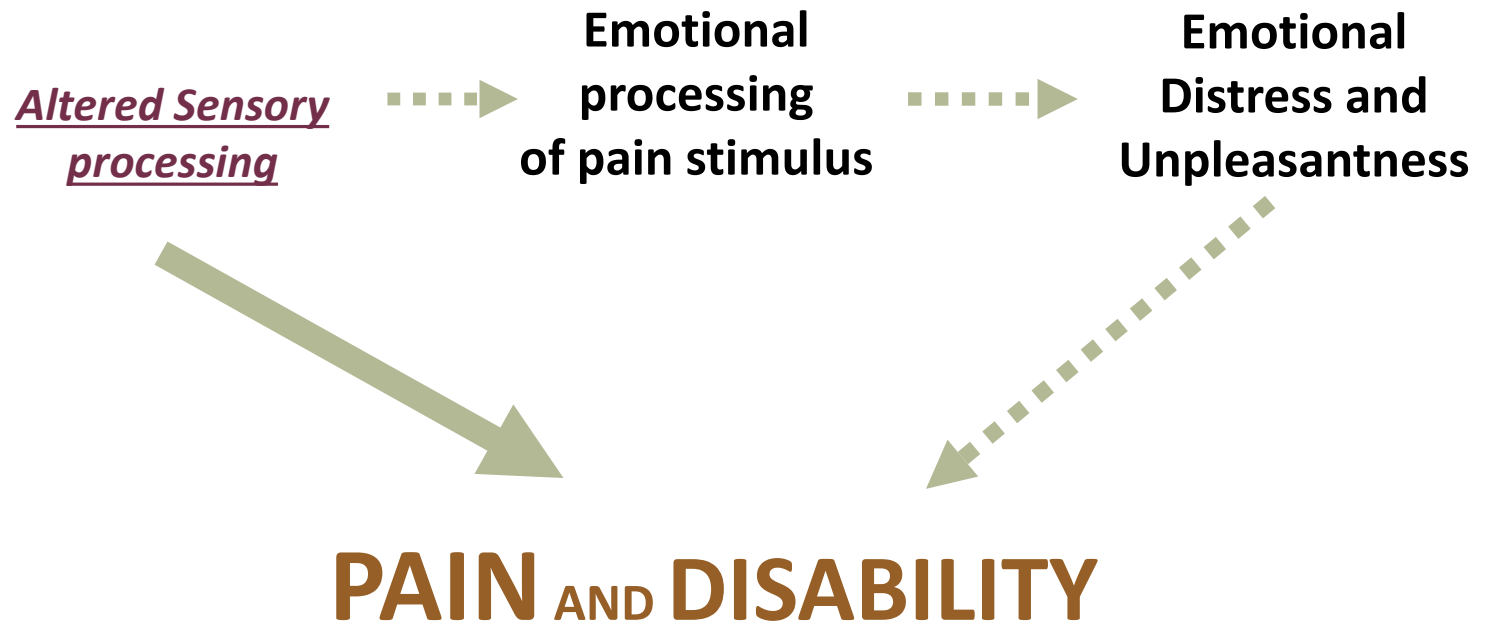 Altered Sensory
processing
Emotional
processing
of pain stimulus
Emotional
Distress and
Unpleasantness
PAIN AND DISABILITY